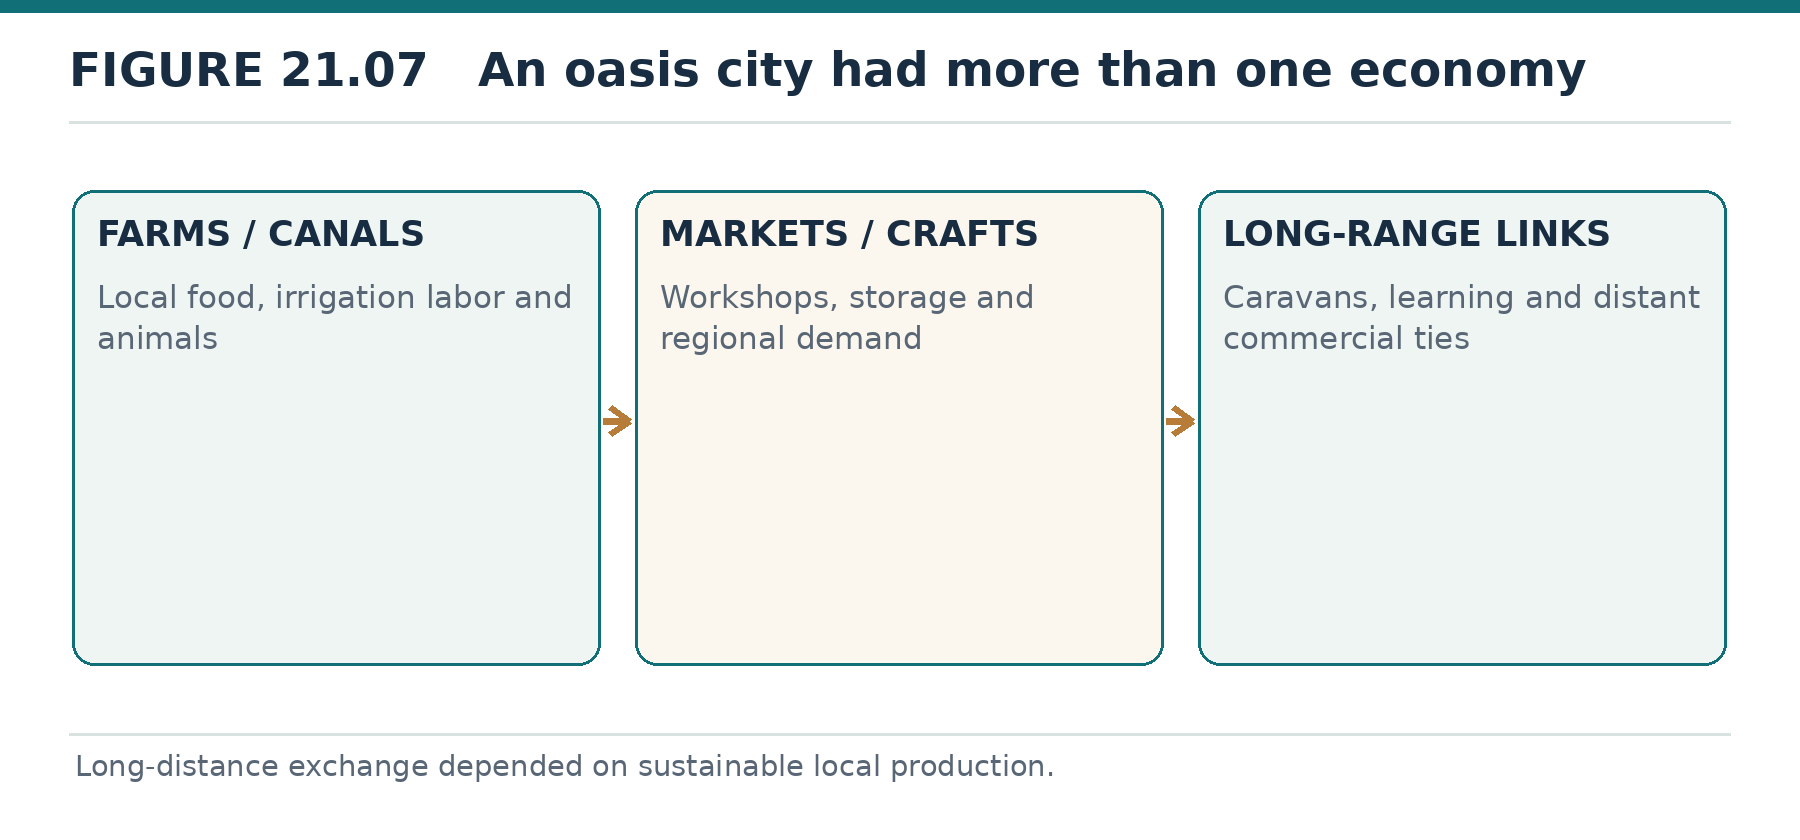 FIGURE 21.07 An oasis city had more than one economy
FARMS / CANALS
Local food, irrigation labor and
animals
MARKETS / CRAFTS
Workshops, storage and
regional demand
LONG-RANGE LINKS
Caravans, learning and distant
commercial ties
Long-distance exchange depended on sustainable local production.